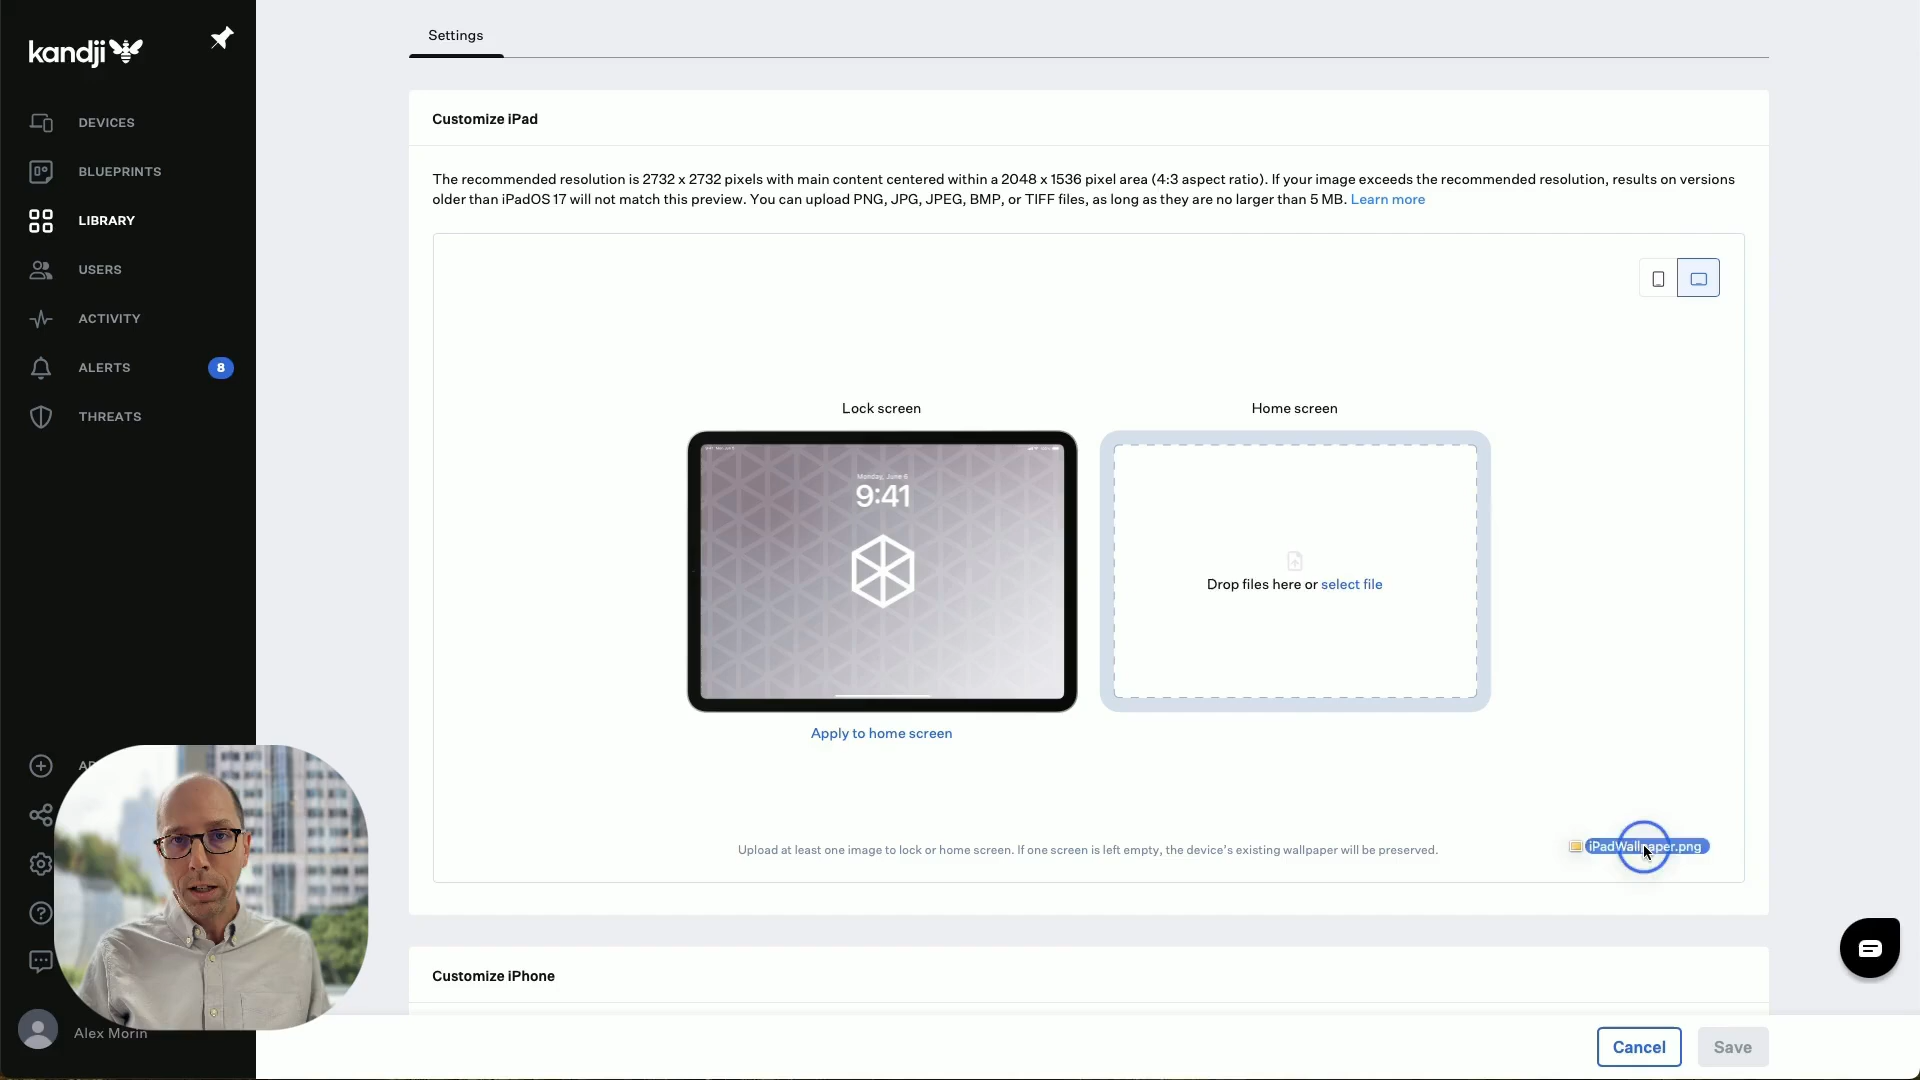 kandji
DEVICES
BLUEPRINTS
LIBRARY
USERS
ACTIVITY
ALERTS
8
THREATS
Alex Morin
Settings
Customize iPad
The recommended resolution is 2732 x 2732 pixels with main content centered within a 2048 x 1536 pixel area (4:3 aspect ratio). If your image exceeds the recommended resolution, results on versions
older than iPadOS 17 will not match this preview. You can upload PNG, JPG, JPEG, BMP, or TIFF files, as long as they are no larger than 5 MB. Learn more
Lock screen
Home screen
Monday, June 6
9:41
Drop files here or select file
Apply to home screen
Upload at least one image to lock or home screen. If one screen is left empty, the device's existing wallpaper will be preserved.
iPadWallpaper.png
Customize iPhone
Cancel
Save